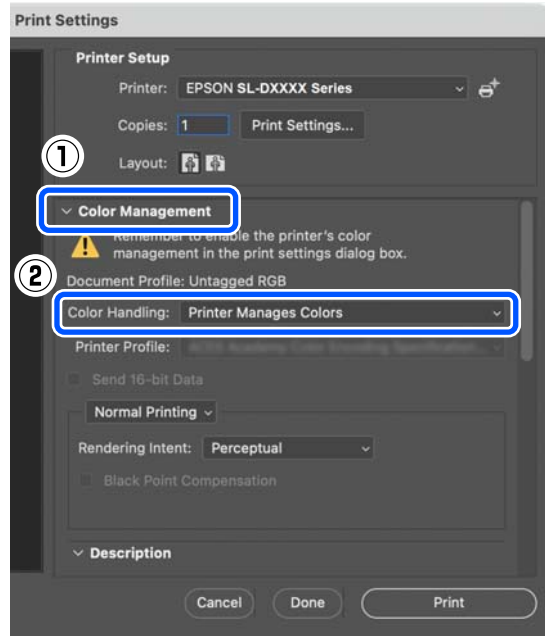 Print Settings
Printer Setup
Printer: EPSON SL-DXXXX Series
Copies: 1 Print Settings...
①
Layout:
Color Management
Remember to enable the printer's color
management in the print settings dialog box.
②
Document Profile: Untagged RGB
Color Handling: Printer Manages Colors
Printer Profile:
Send 16-bit Data
Normal Printing
Rendering Intent: Perceptual
Black Point Compensation
Description
Cancel Done Print